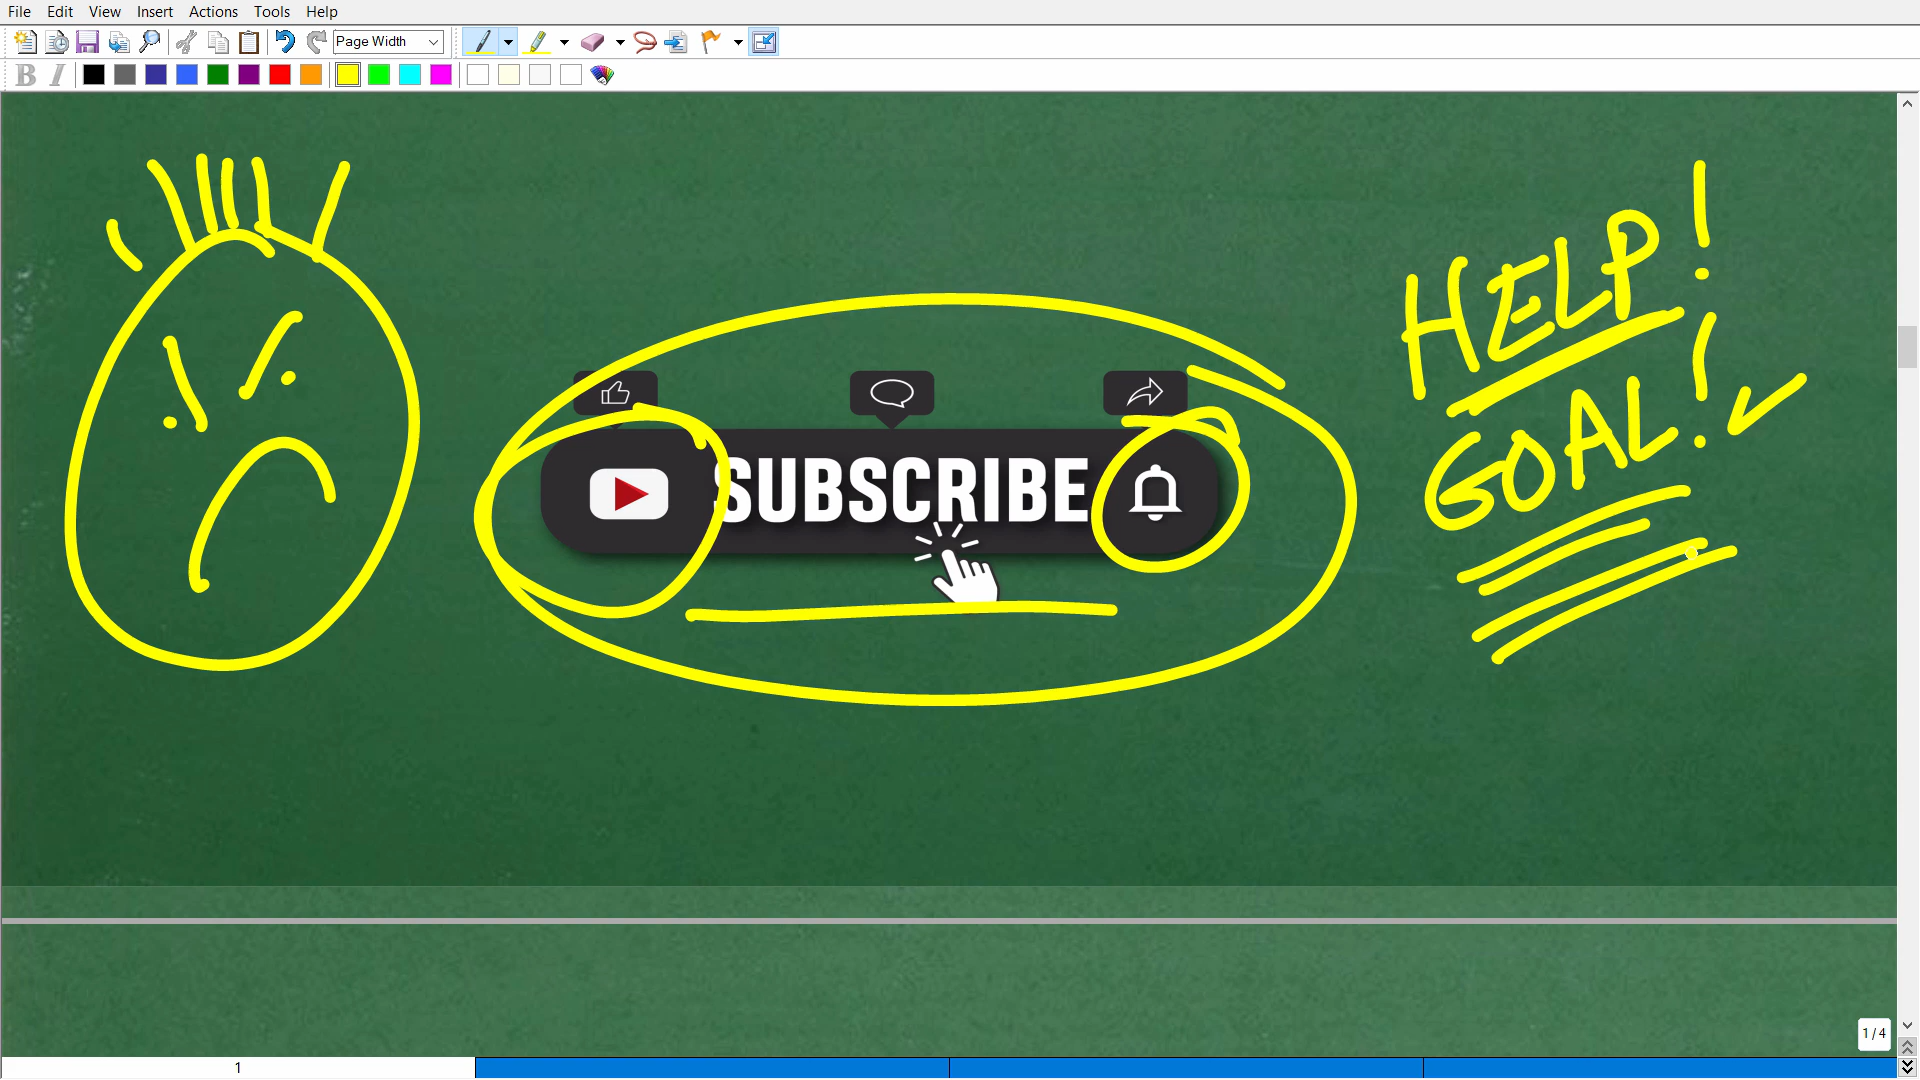 File Edit View Insert Actions Tools Help
Page Width
B I
HELP!
GOAL!
SUBSCRIBE
1 / 4
1